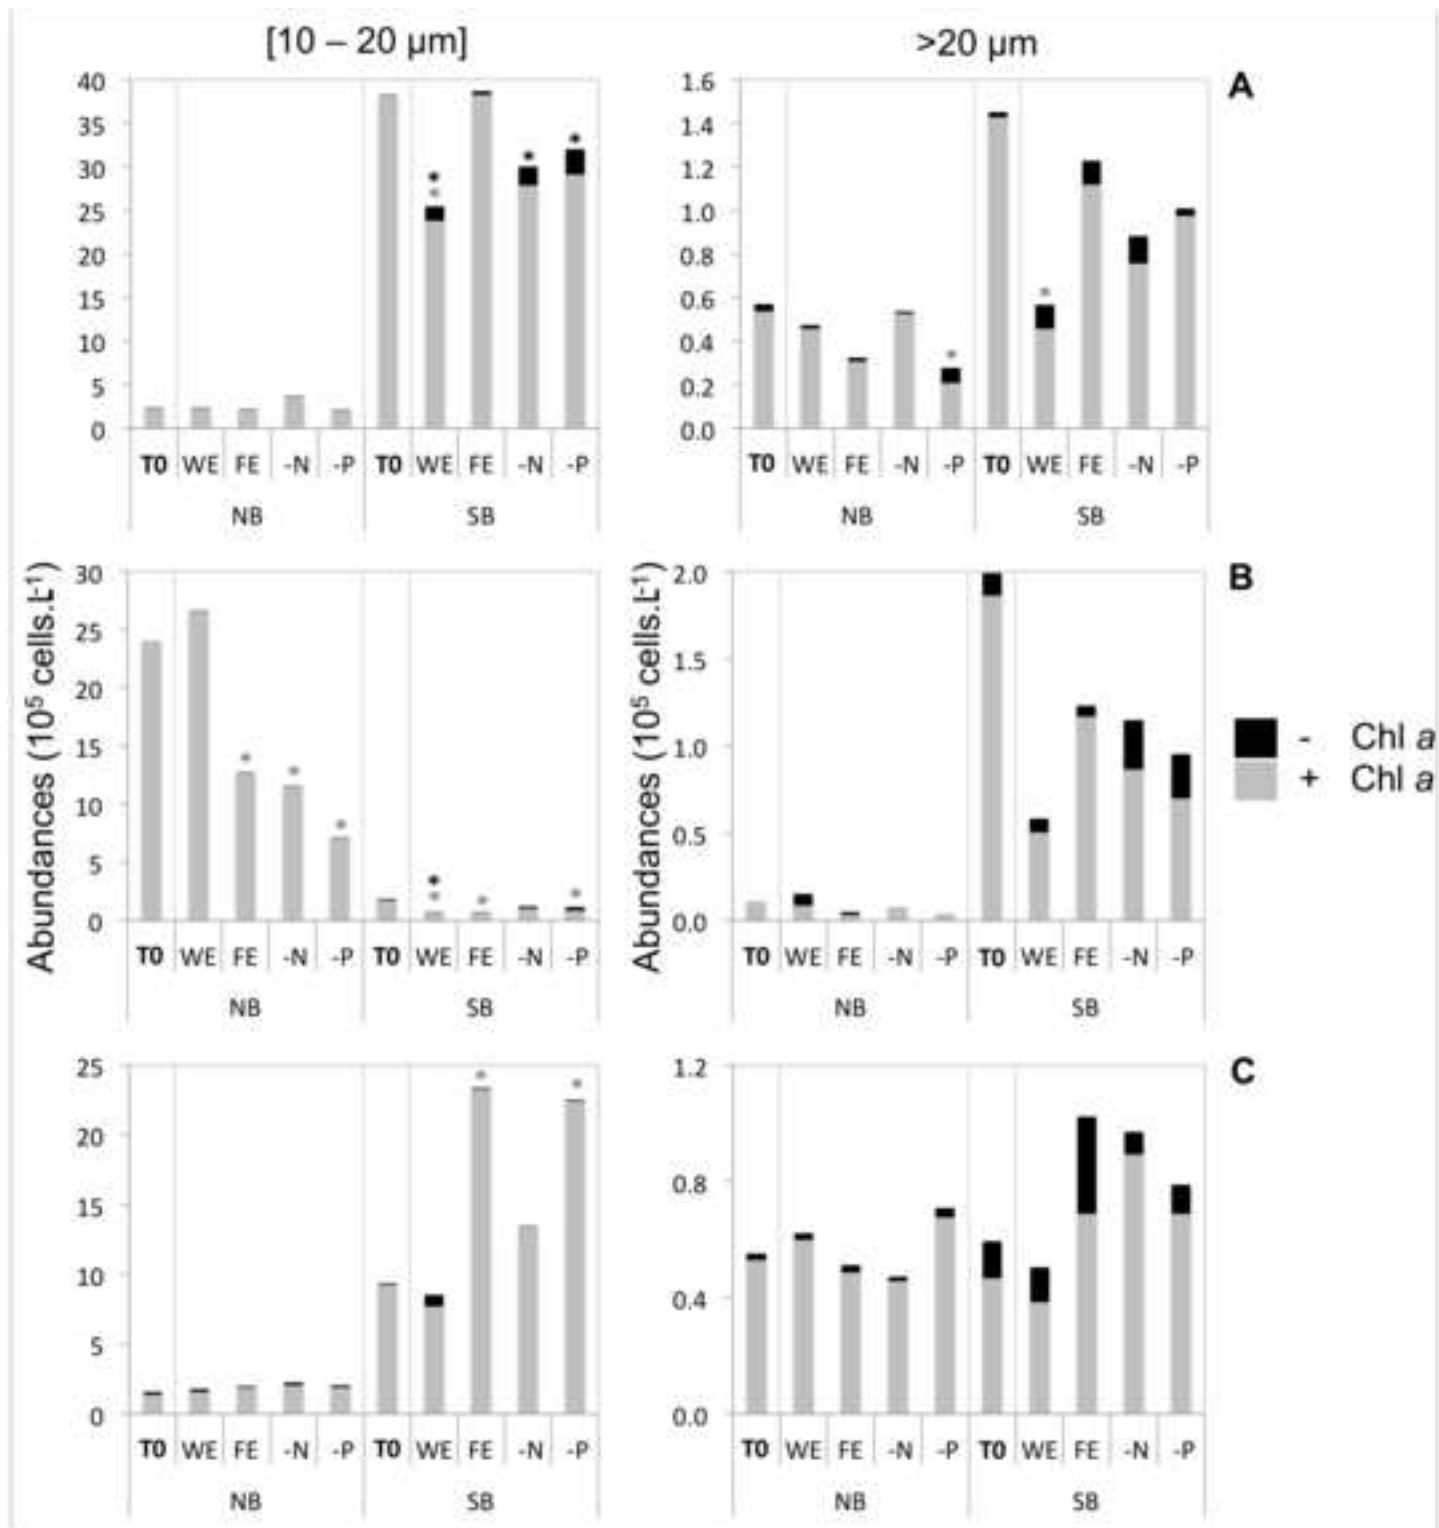 [10 – 20 µm] >20 µm
A
40
35
30
25
20
15
10
5
0
T0 WE FE -N -P T0 WE FE -N -P
NB SB
1.6
1.4
1.2
1.0
0.8
0.6
0.4
0.2
0.0
T0 WE FE -N -P T0 WE FE -N -P
NB SB
B
Abundances (10⁵ cells.L⁻¹)
30
25
20
15
10
5
0
T0 WE FE -N -P T0 WE FE -N -P
NB SB
Abundances (10⁵ cells.L⁻¹)
2.0
1.5
1.0
0.5
0.0
T0 WE FE -N -P T0 WE FE -N -P
NB SB
- Chl a
+ Chl a
C
25
20
15
10
5
0
T0 WE FE -N -P T0 WE FE -N -P
NB SB
1.2
0.8
0.4
0.0
T0 WE FE -N -P T0 WE FE -N -P
NB SB